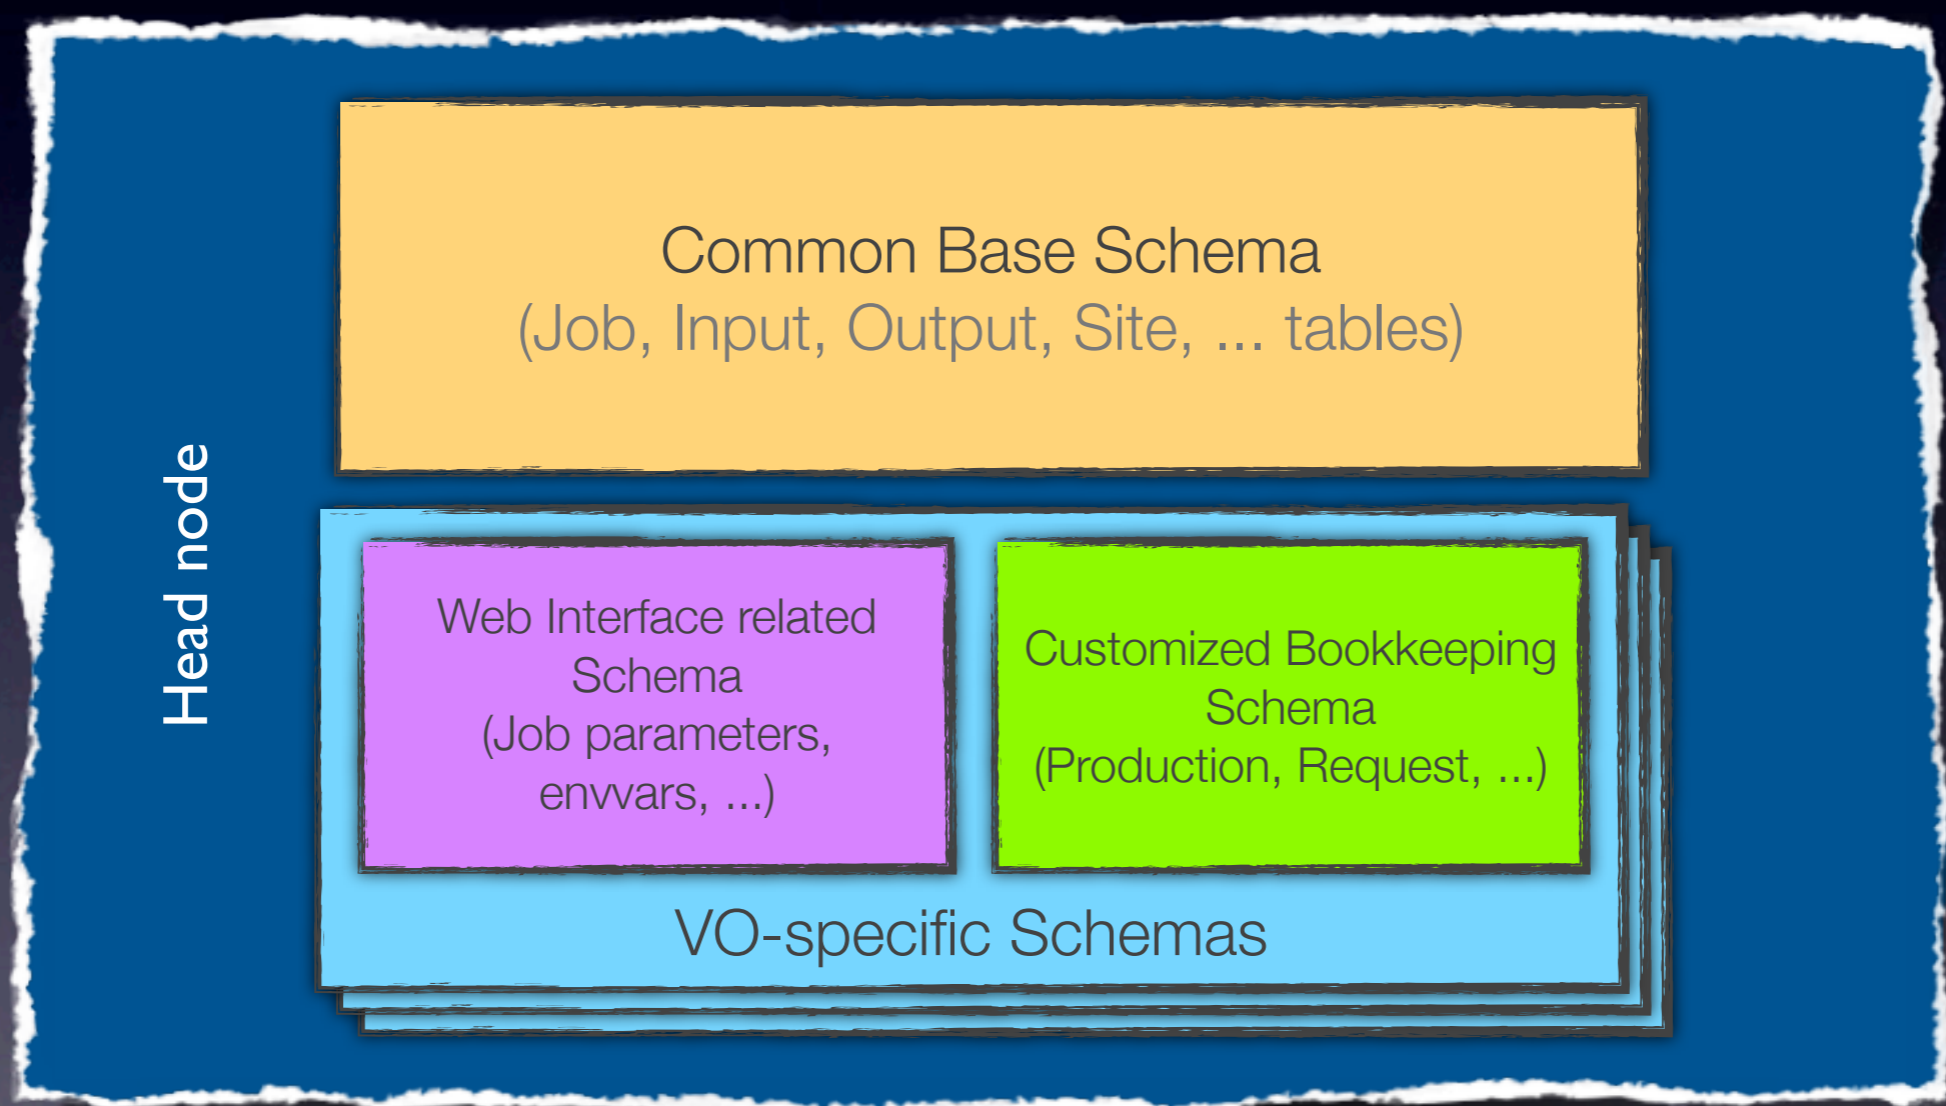 Head node
Common Base Schema
(Job, Input, Output, Site, ... tables)
Web Interface related
Schema
(Job parameters,
envvars, ...)
Customized Bookkeeping
Schema
(Production, Request, ...)
VO-specific Schemas